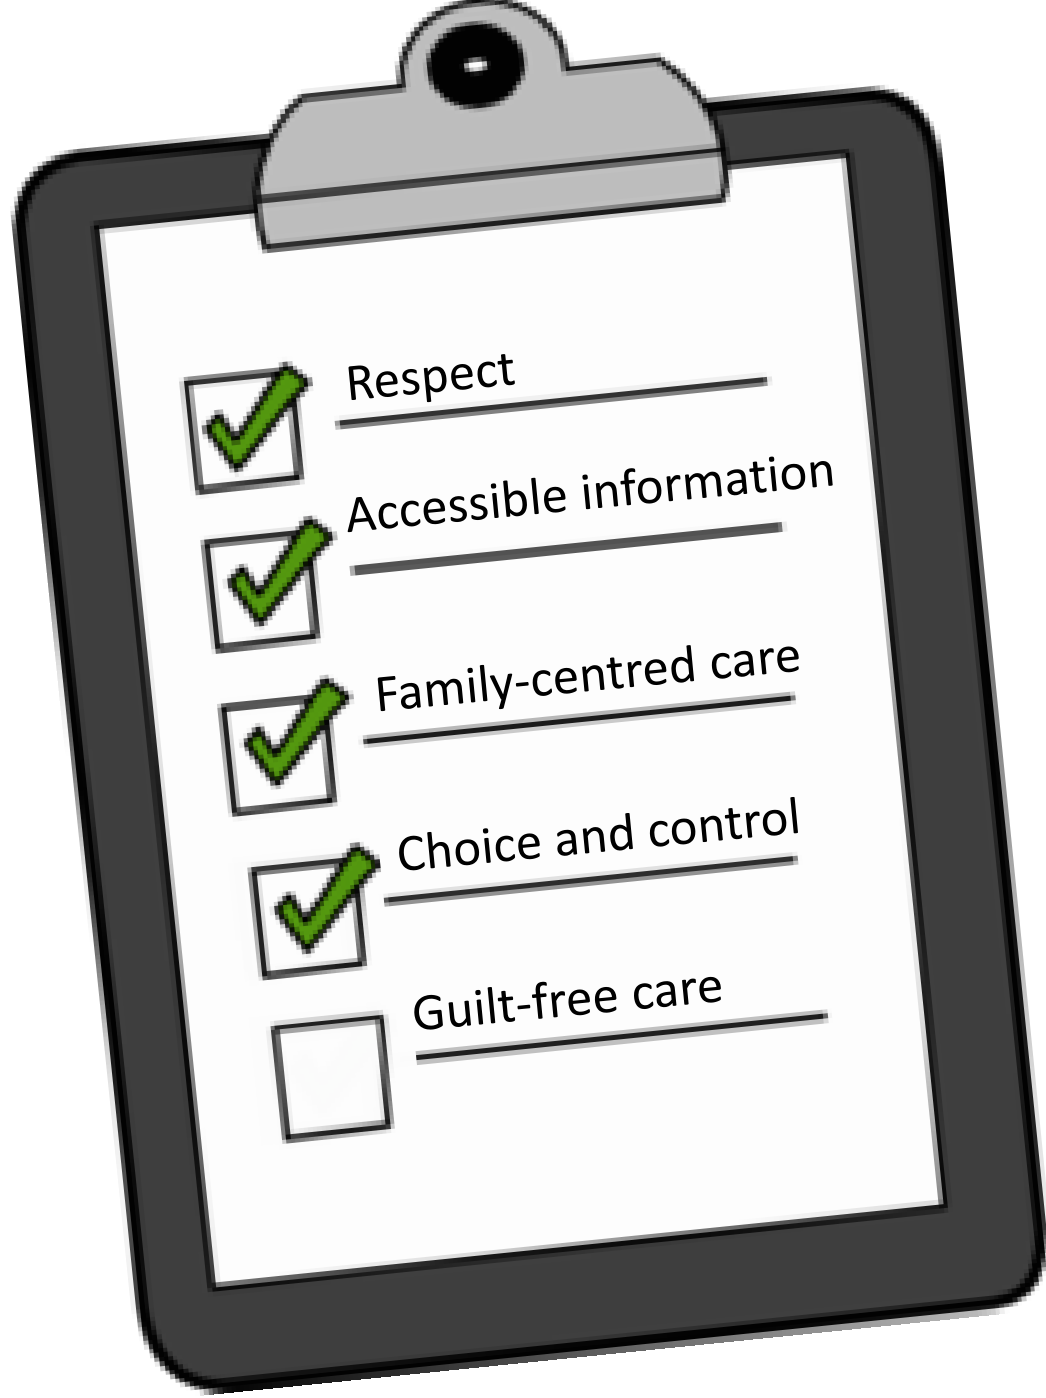 Respect
Accessible information
Family-centred care
Choice and control
Guilt-free care